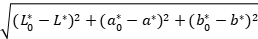 √(L₀* − L*)² + (a₀* − a*)² + (b₀* − b*)²